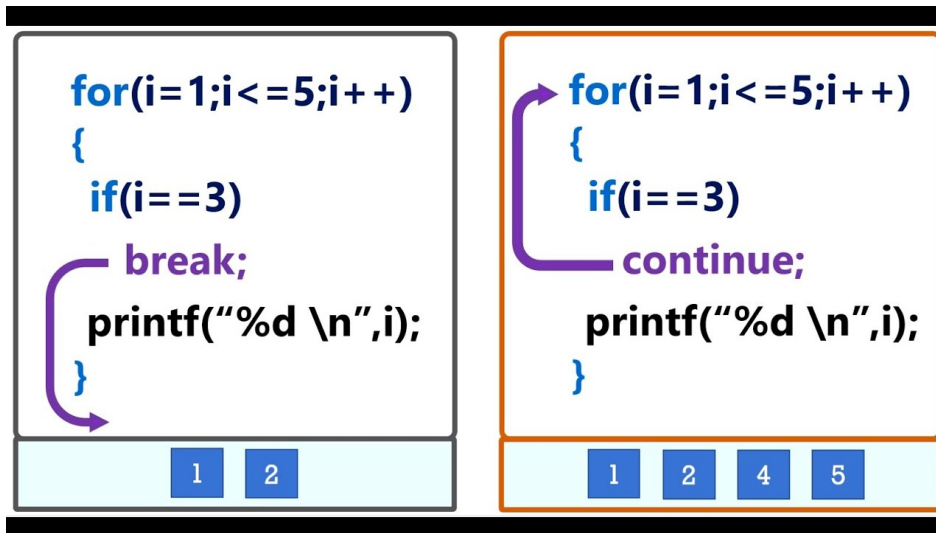 for(i=1;i<=5;i++)
{
if(i==3)
break;
printf(“%d \n”,i);
}
1 2
for(i=1;i<=5;i++)
{
if(i==3)
continue;
printf(“%d \n”,i);
}
1 2 4 5